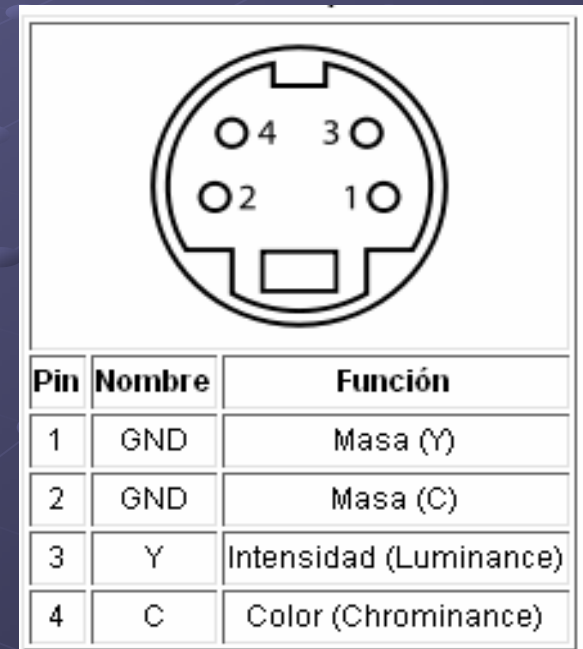 4 3
2 1
Pin Nombre Función
1 GND Masa (Y)
2 GND Masa (C)
3 Y Intensidad (Luminance)
4 C Color (Chrominance)